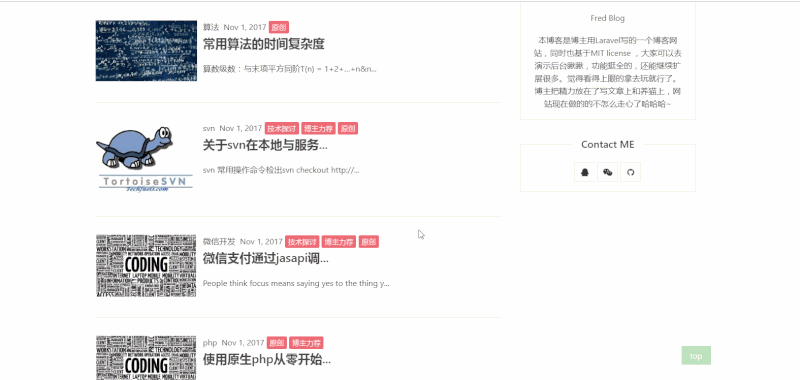 算法 Nov 1, 2017 原创
常用算法的时间复杂度
算数级数：与末项平方同阶T(n) = 1+2+...+n&n...
svn Nov 1, 2017 技术探讨 博主力荐 原创
关于svn在本地与服务...
svn 常用操作命令检出svn checkout http://...
TortoiseSVN
微信开发 Nov 1, 2017 技术探讨 博主力荐 原创
微信支付通过jasapi调...
People think focus means saying yes to the thing y...
CODING
php Nov 1, 2017 原创 博主力荐
使用原生php从零开始...
CODING
Fred Blog
本博客是博主用Laravel写的一个博客网
站，同时也基于MIT license ，大家可以去
演示后台瞅瞅，功能挺全的，还能继续扩
展很多。觉得看得上眼的拿去玩就行了。
博主把精力放在了写文章上和养猫上，网
站现在做的的不怎么走心了哈哈哈~
Contact ME
top